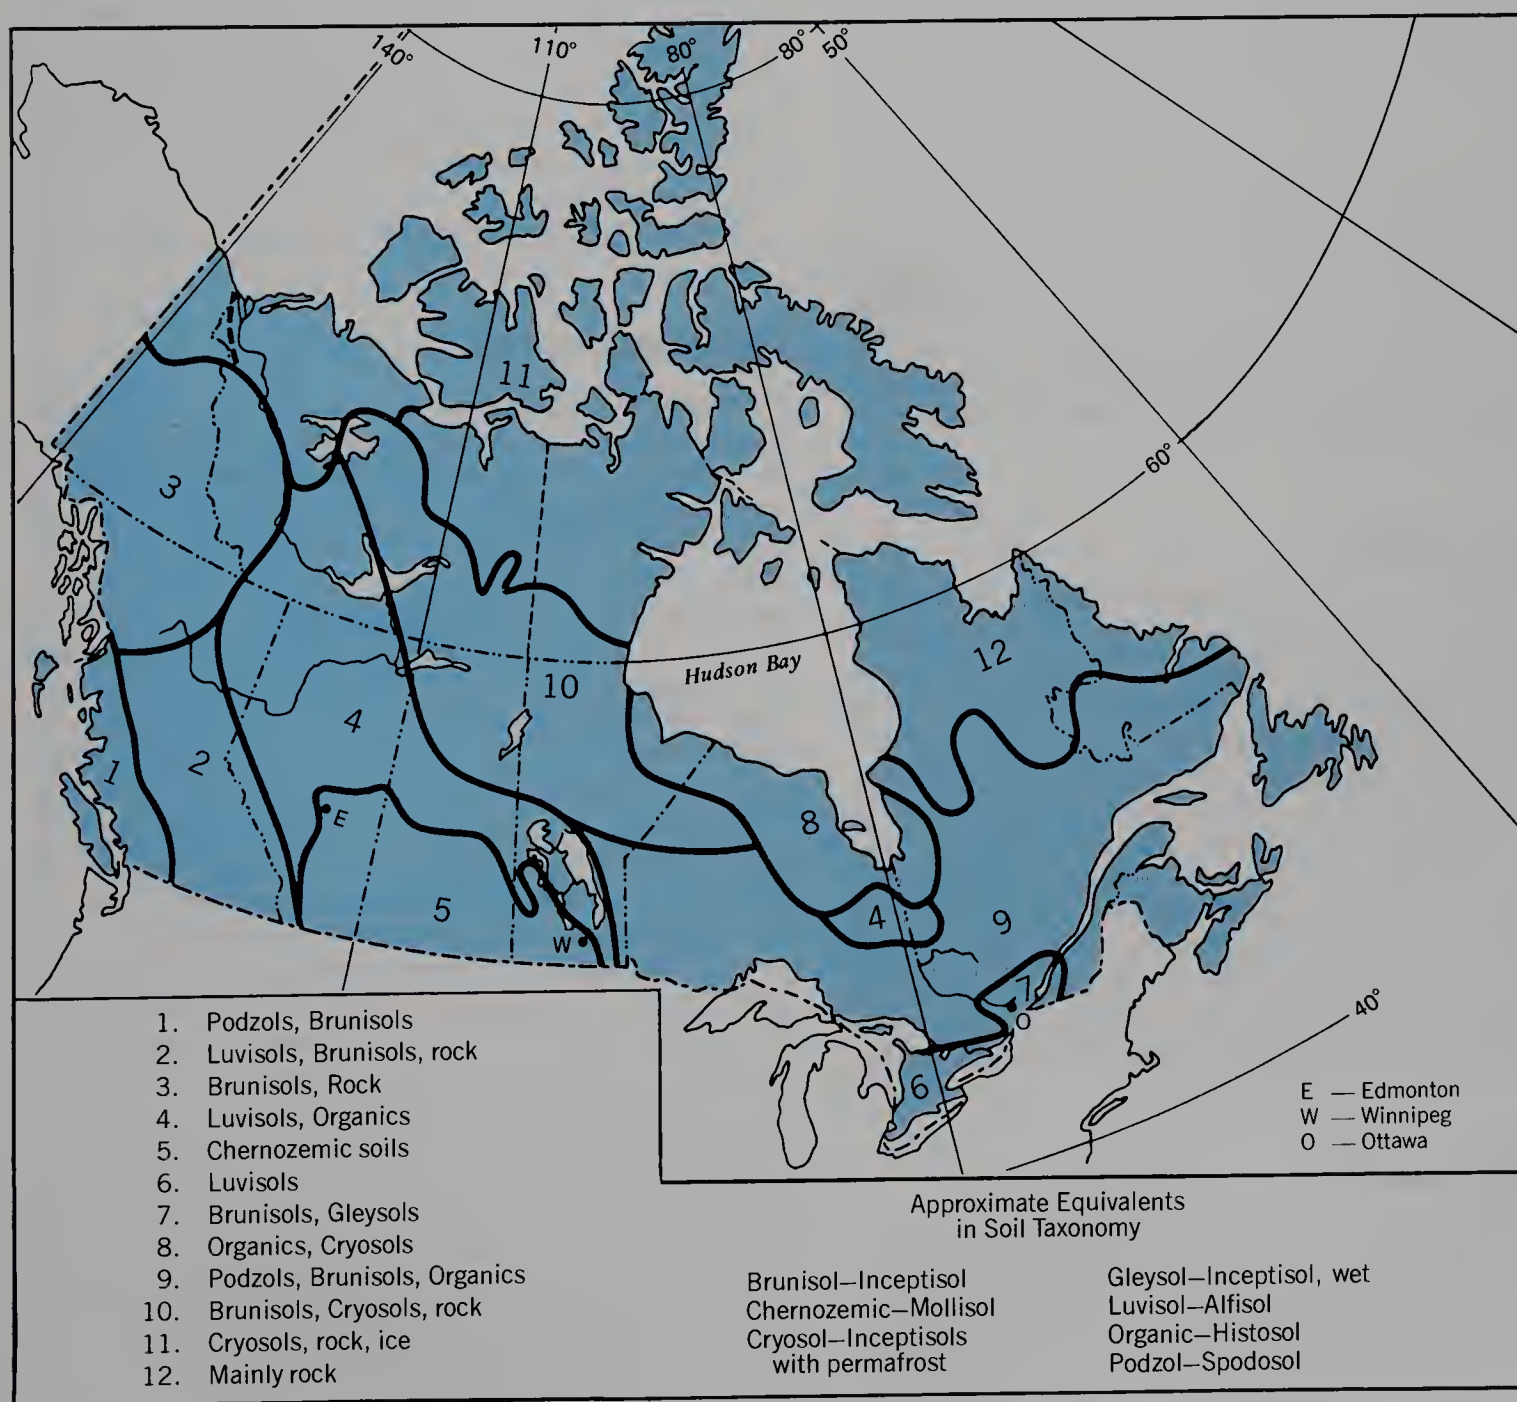 140°
110°
80°
80°
50°
11
3
60°
12
Hudson Bay
10
4
2
1
8
E
5
4
9
W
7
O
40°
6
1. Podzols, Brunisols
2. Luvisols, Brunisols, rock
3. Brunisols, Rock
4. Luvisols, Organics
5. Chernozemic soils
6. Luvisols
7. Brunisols, Gleysols
8. Organics, Cryosols
9. Podzols, Brunisols, Organics
10. Brunisols, Cryosols, rock
11. Cryosols, rock, ice
12. Mainly rock
E — Edmonton
W — Winnipeg
O — Ottawa
Approximate Equivalents
in Soil Taxonomy
Brunisol–Inceptisol
Chernozemic–Mollisol
Cryosol–Inceptisols
with permafrost
Gleysol–Inceptisol, wet
Luvisol–Alfisol
Organic–Histosol
Podzol–Spodosol